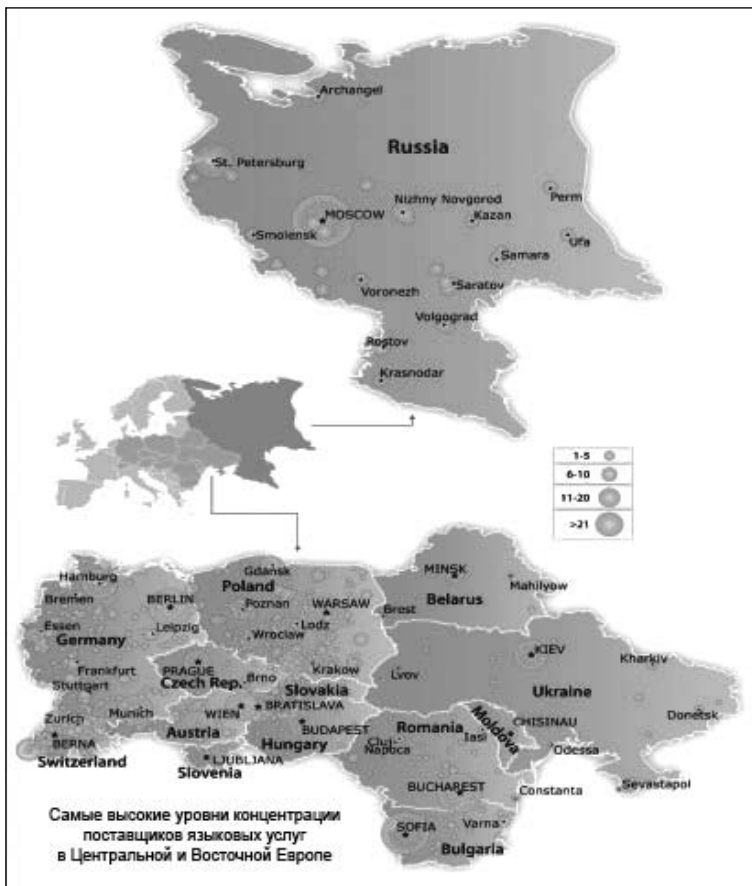 Archangel
Russia
St. Petersburg
Nizhny Novgorod
Perm
MOSCOW
Kazan
Smolensk
Ufa
Samara
Voronezh
Saratov
Volgograd
Rostov
Krasnodar
1-5
6-10
11-20
>21
Hamburg
Gdansk
MINSK
Poland
Mahilyow
Bremen
BERLIN
Poznan
WARSAW
Belarus
Brest
Essen
Leipzig
Lodz
Germany
Wroclaw
KIEV
Kharkiv
Frankfurt
PRAGUE
Krakow
Lvov
Stuttgart
Czech Rep.
Brno
Slovakia
Ukraine
Zurich
Munich
WIEN
BRATISLAVA
Romania
Moldova
CHISINAU
Donetsk
BERNA
Austria
BUDAPEST
Cluj-
Napoca
Iasi
Switzerland
Hungary
Odessa
Slovenia
LJUBLJANA
BUCHAREST
Constanta
Sevastapol
Самые высокие уровни концентрации
поставщиков языковых услуг
в Центральной и Восточной Европе
SOFIA
Varna
Bulgaria